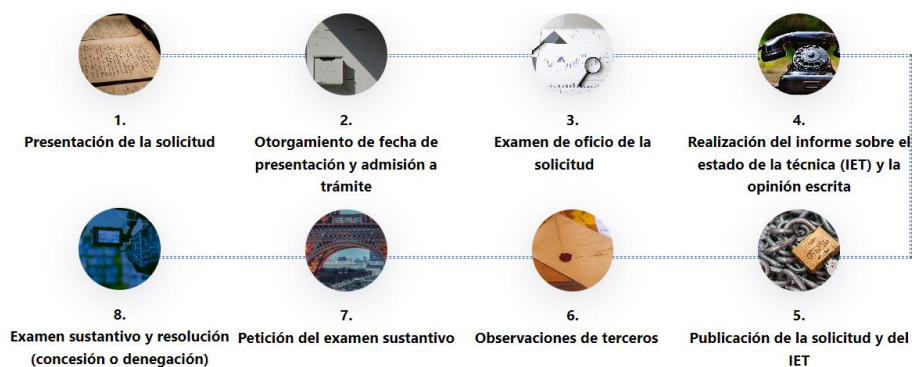 1.
Presentación de la solicitud
2.
Otorgamiento de fecha de
presentación y admisión a
trámite
3.
Examen de oficio de la
solicitud
4.
Realización del informe sobre el
estado de la técnica (IET) y la
opinión escrita
8.
Examen sustantivo y resolución
(concesión o denegación)
7.
Petición del examen sustantivo
6.
Observaciones de terceros
5.
Publicación de la solicitud y del
IET